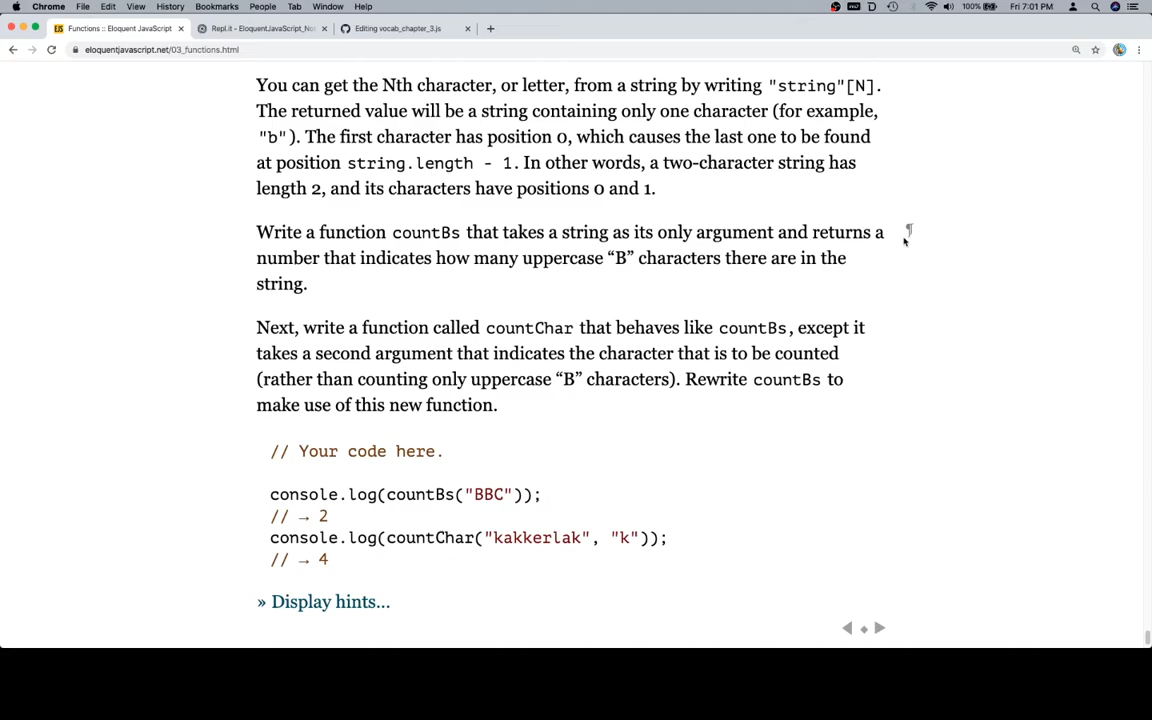 Chrome File Edit View History Bookmarks People Tab Window Help 100% Fri 7:01 PM
Functions :: Eloquent JavaScript Repl.it - EloquentJavaScript_No Editing vocab_chapter_3.js
eloquentjavascript.net/03_functions.html
You can get the Nth character, or letter, from a string by writing "string"[N].
The returned value will be a string containing only one character (for example,
"b"). The first character has position 0, which causes the last one to be found
at position string.length - 1. In other words, a two-character string has
length 2, and its characters have positions 0 and 1.
Write a function countBs that takes a string as its only argument and returns a ¶
number that indicates how many uppercase “B” characters there are in the
string.
Next, write a function called countChar that behaves like countBs, except it
takes a second argument that indicates the character that is to be counted
(rather than counting only uppercase “B” characters). Rewrite countBs to
make use of this new function.
// Your code here.
console.log(countBs("BBC"));
// → 2
console.log(countChar("kakkerlak", "k"));
// → 4
» Display hints...